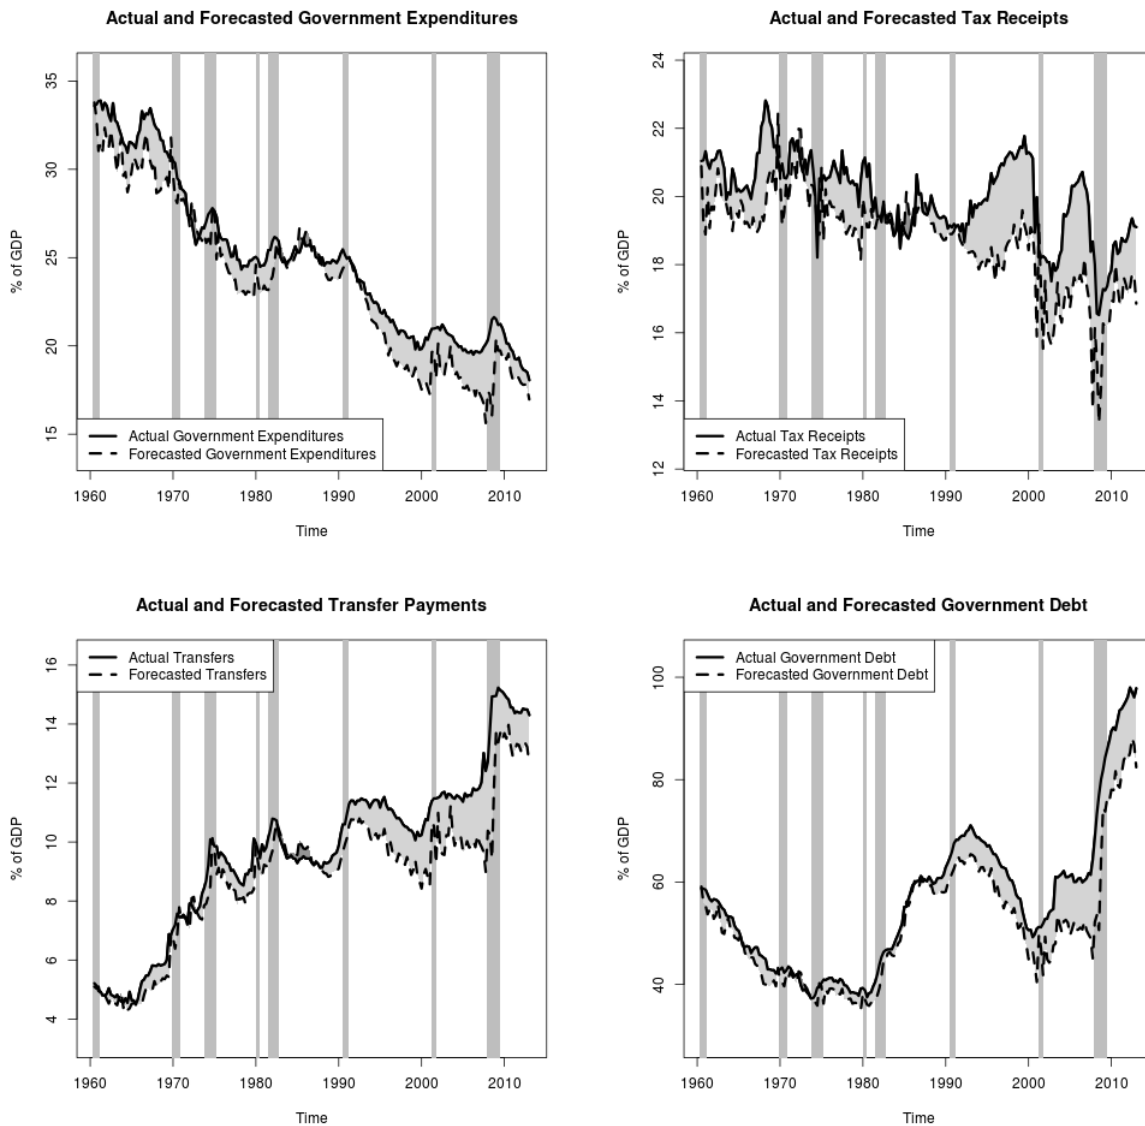 Actual and Forecasted Government Expenditures
% of GDP
35
30
25
20
15
Actual Government Expenditures
Forecasted Government Expenditures
1960 1970 1980 1990 2000 2010
Time
Actual and Forecasted Tax Receipts
% of GDP
24
22
20
18
16
14
12
Actual Tax Receipts
Forecasted Tax Receipts
1960 1970 1980 1990 2000 2010
Time
Actual and Forecasted Transfer Payments
Actual Transfers
Forecasted Transfers
% of GDP
16
14
12
10
8
6
4
1960 1970 1980 1990 2000 2010
Time
Actual and Forecasted Government Debt
Actual Government Debt
Forecasted Government Debt
% of GDP
100
80
60
40
1960 1970 1980 1990 2000 2010
Time